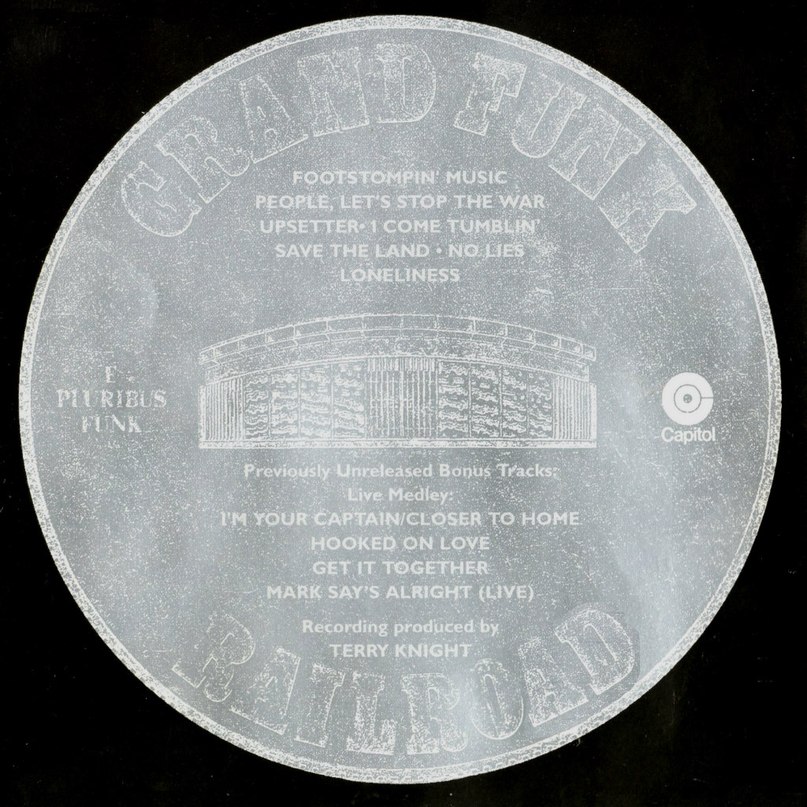 GRAND FUNK
FOOTSTOMPIN' MUSIC
PEOPLE, LET'S STOP THE WAR
UPSETTER • I COME TUMBLIN'
SAVE THE LAND • NO LIES
LONELINESS
E
PLURIBUS
FUNK
Capitol
Previously Unreleased Bonus Tracks:
Live Medley:
I'M YOUR CAPTAIN/CLOSER TO HOME
HOOKED ON LOVE
GET IT TOGETHER
MARK SAY'S ALRIGHT (LIVE)
Recording produced by
TERRY KNIGHT
RAILROAD